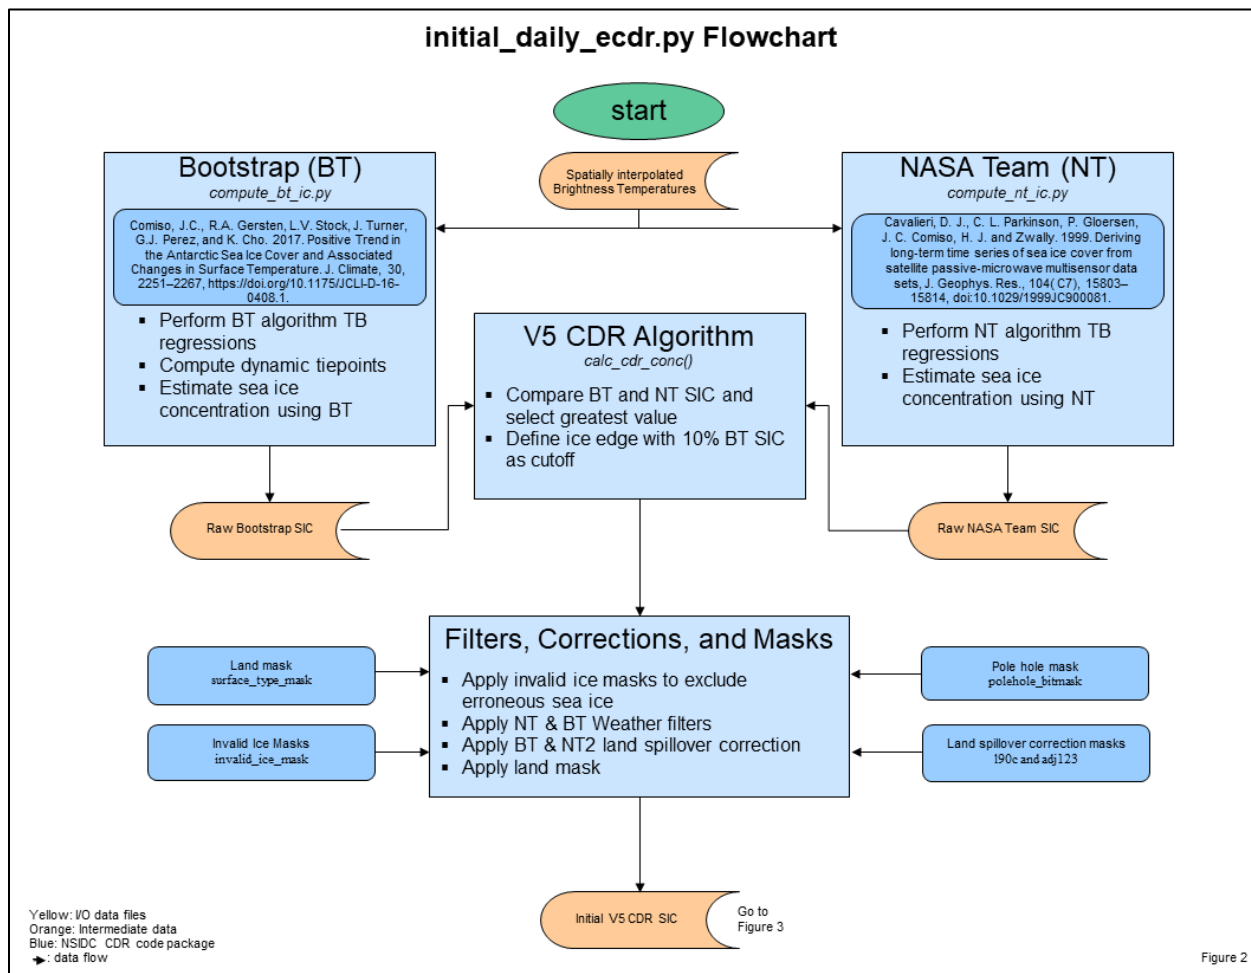 initial_daily_ecdr.py Flowchart
start
Spatially interpolated
Brightness Temperatures
Bootstrap (BT)
compute_bt_ic.py
Comiso, J.C., R.A. Gersten, L.V. Stock, J. Turner,
G.J. Perez, and K. Cho. 2017. Positive Trend in
the Antarctic Sea Ice Cover and Associated
Changes in Surface Temperature. J. Climate, 30,
2251–2267, https://doi.org/10.1175/JCLI-D-16-
0408.1.
▪ Perform BT algorithm TB
regressions
▪ Compute dynamic tiepoints
▪ Estimate sea ice
concentration using BT
NASA Team (NT)
compute_nt_ic.py
Cavalieri, D. J., C. L. Parkinson, P. Gloersen,
J. C. Comiso, H. J. and Zwally. 1999. Deriving
long-term time series of sea ice cover from
satellite passive-microwave multisensor data
sets, J. Geophys. Res., 104( C7), 15803–
15814, doi:10.1029/1999JC900081.
▪ Perform NT algorithm TB
regressions
▪ Estimate sea ice
concentration using NT
V5 CDR Algorithm
calc_cdr_conc()
▪ Compare BT and NT SIC and
select greatest value
▪ Define ice edge with 10% BT SIC
as cutoff
Raw Bootstrap SIC
Raw NASA Team SIC
Filters, Corrections, and Masks
▪ Apply invalid ice masks to exclude
erroneous sea ice
▪ Apply NT & BT Weather filters
▪ Apply BT & NT2 land spillover correction
▪ Apply land mask
Land mask
surface_type_mask
Invalid Ice Masks
invalid_ice_mask
Pole hole mask
polehole_bitmask
Land spillover correction masks
l90c and adj123
Initial V5 CDR SIC
Go to
Figure 3
Yellow: I/O data files
Orange: Intermediate data
Blue: NSIDC CDR code package
: data flow
Figure 2